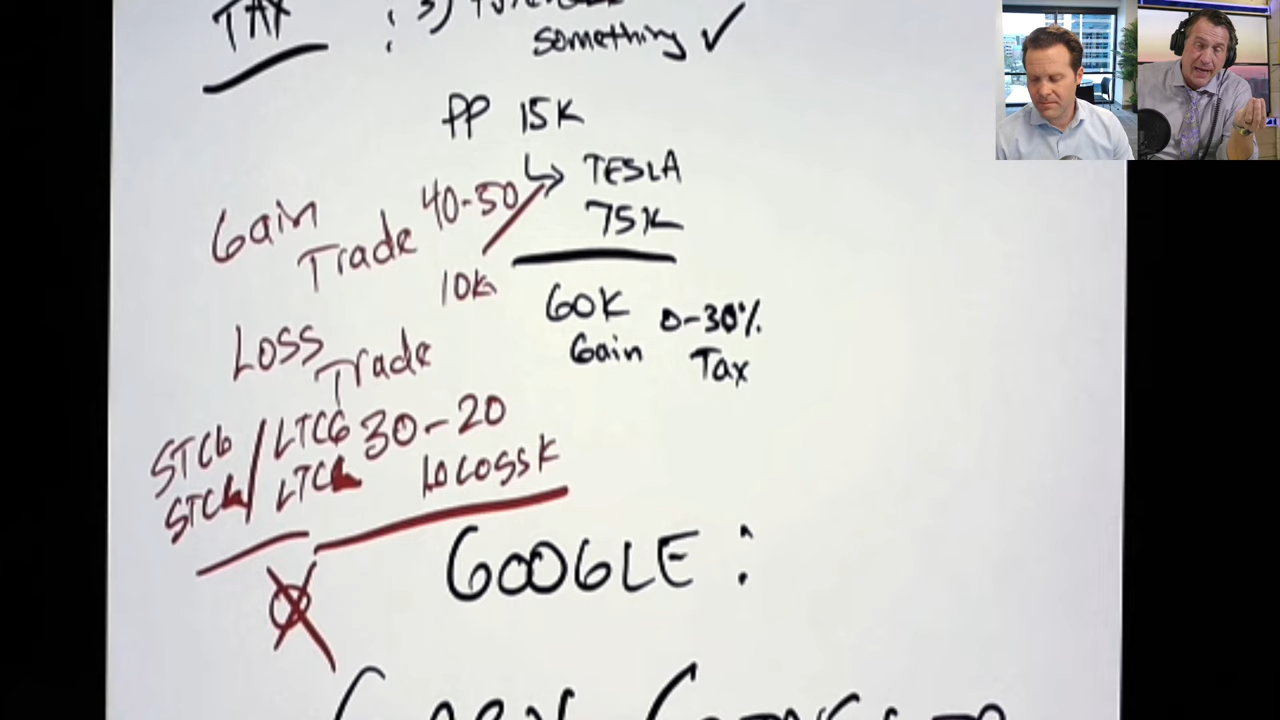 TAX : 3)
something ✓
PP 15K
↳ TESLA
75K
60K
Gain
0-30%
Tax
Gain
Trade 40-50
10K
Loss
Trade
STCG / LTCG 30-20
STCL / LTCL 10 LOSS K
GOOGLE :